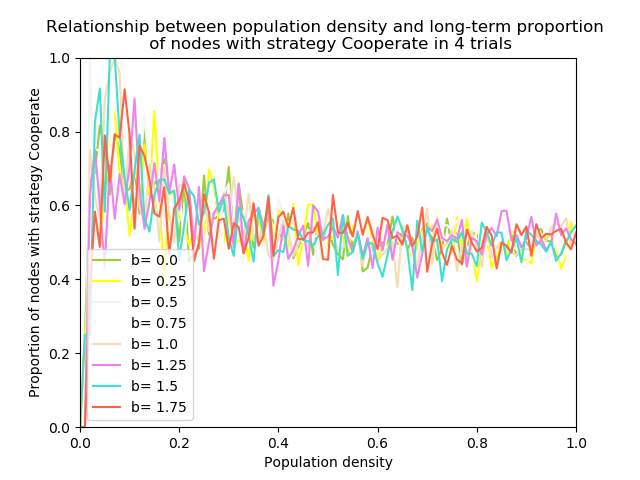 Relationship between population density and long-term proportion
of nodes with strategy Cooperate in 4 trials
Proportion of nodes with strategy Cooperate
1.0
0.8
0.6
0.4
0.2
0.0
b= 0.0
b= 0.25
b= 0.5
b= 0.75
b= 1.0
b= 1.25
b= 1.5
b= 1.75
0.0 0.2 0.4 0.6 0.8 1.0
Population density